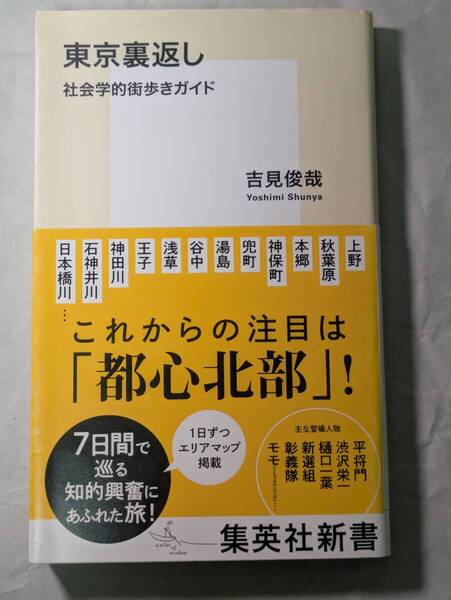 東京裏返し
社会学的街歩きガイド
吉見俊哉
Yoshimi Shunya
上野
秋葉原
本郷
神保町
兜町
湯島
谷中
浅草
王子
神田川
石神井川
日本橋川…
これからの注目は
「都心北部」!
7日間で
巡る
知的興奮に
あふれた旅!
1日ずつ
エリアマップ
掲載
主な登場人物
平将門
渋沢栄一
樋口一葉
新選組
彰義隊
モモ
a pilot of wisdom
集英社新書